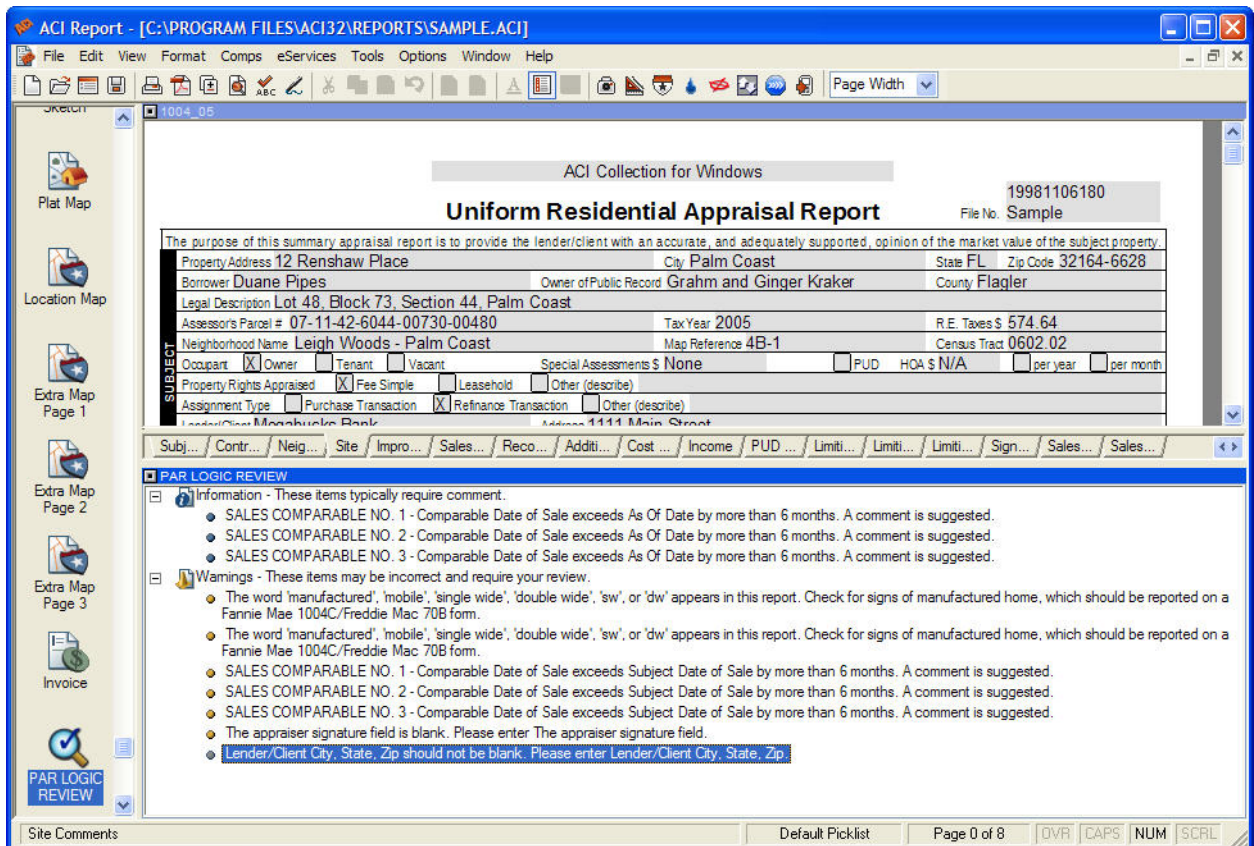 ACI Report - [C:\PROGRAM FILES\ACI32\REPORTS\SAMPLE.ACI]
File Edit View Format Comps eServices Tools Options Window Help
ABC A Page Width
Sketch
Plat Map
Location Map
Extra Map
Page 1
Extra Map
Page 2
Extra Map
Page 3
Invoice
PAR LOGIC
REVIEW
1004_05
ACI Collection for Windows
19981106180
Uniform Residential Appraisal Report File No. Sample
The purpose of this summary appraisal report is to provide the lender/client with an accurate, and adequately supported, opinion of the market value of the subject property.
SUBJECT
Property Address 12 Renshaw Place City Palm Coast State FL Zip Code 32164-6628
Borrower Duane Pipes Owner of Public Record Grahm and Ginger Kraker County Flagler
Legal Description Lot 48, Block 73, Section 44, Palm Coast
Assessor's Parcel # 07-11-42-6044-00730-00480 Tax Year 2005 R.E. Taxes $ 574.64
Neighborhood Name Leigh Woods - Palm Coast Map Reference 4B-1 Census Tract 0602.02
Occupant X Owner Tenant Vacant Special Assessments $ None PUD HOA $ N/A per year per month
Property Rights Appraised X Fee Simple Leasehold Other (describe)
Assignment Type Purchase Transaction X Refinance Transaction Other (describe)
Lender/Client Megabucks Bank Address 1111 Main Street
Subj... Contr... Neig... Site Impro... Sales... Reco... Additi... Cost ... Income PUD ... Limiti... Limiti... Limiti... Sign... Sales... Sales...
PAR LOGIC REVIEW
Information - These items typically require comment.
SALES COMPARABLE NO. 1 - Comparable Date of Sale exceeds As Of Date by more than 6 months. A comment is suggested.
SALES COMPARABLE NO. 2 - Comparable Date of Sale exceeds As Of Date by more than 6 months. A comment is suggested.
SALES COMPARABLE NO. 3 - Comparable Date of Sale exceeds As Of Date by more than 6 months. A comment is suggested.
Warnings - These items may be incorrect and require your review.
The word 'manufactured', 'mobile', 'single wide', 'double wide', 'sw', or 'dw' appears in this report. Check for signs of manufactured home, which should be reported on a
Fannie Mae 1004C/Freddie Mac 70B form.
The word 'manufactured', 'mobile', 'single wide', 'double wide', 'sw', or 'dw' appears in this report. Check for signs of manufactured home, which should be reported on a
Fannie Mae 1004C/Freddie Mac 70B form.
SALES COMPARABLE NO. 1 - Comparable Date of Sale exceeds Subject Date of Sale by more than 6 months. A comment is suggested.
SALES COMPARABLE NO. 2 - Comparable Date of Sale exceeds Subject Date of Sale by more than 6 months. A comment is suggested.
SALES COMPARABLE NO. 3 - Comparable Date of Sale exceeds Subject Date of Sale by more than 6 months. A comment is suggested.
The appraiser signature field is blank. Please enter The appraiser signature field.
Lender/Client City, State, Zip should not be blank. Please enter Lender/Client City, State, Zip.
Site Comments Default Picklist Page 0 of 8 OVR CAPS NUM SCRL